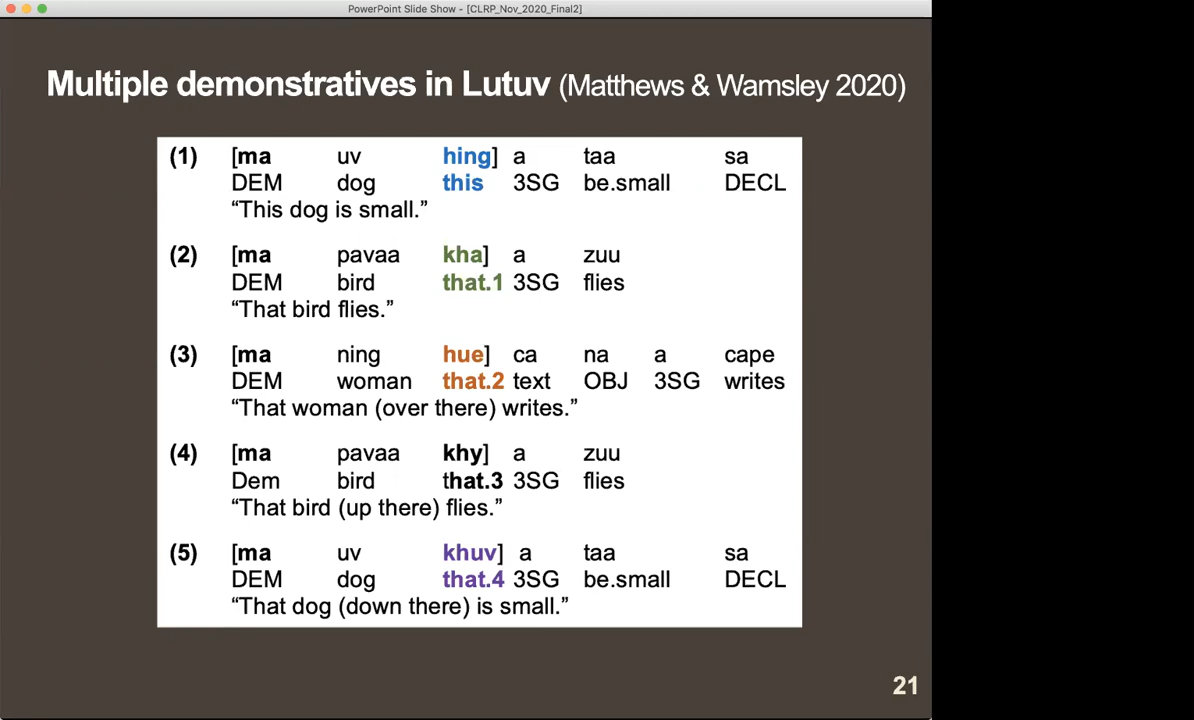 PowerPoint Slide Show - [CLRP_Nov_2020_Final2]
Multiple demonstratives in Lutuv (Matthews & Wamsley 2020)
(1) [ma uv hing] a taa sa
DEM dog this 3SG be.small DECL
“This dog is small.”
(2) [ma pavaa kha] a zuu
DEM bird that.1 3SG flies
“That bird flies.”
(3) [ma ning hue] ca na a cape
DEM woman that.2 text OBJ 3SG writes
“That woman (over there) writes.”
(4) [ma pavaa khy] a zuu
Dem bird that.3 3SG flies
“That bird (up there) flies.”
(5) [ma uv khuv] a taa sa
DEM dog that.4 3SG be.small DECL
“That dog (down there) is small.”
21